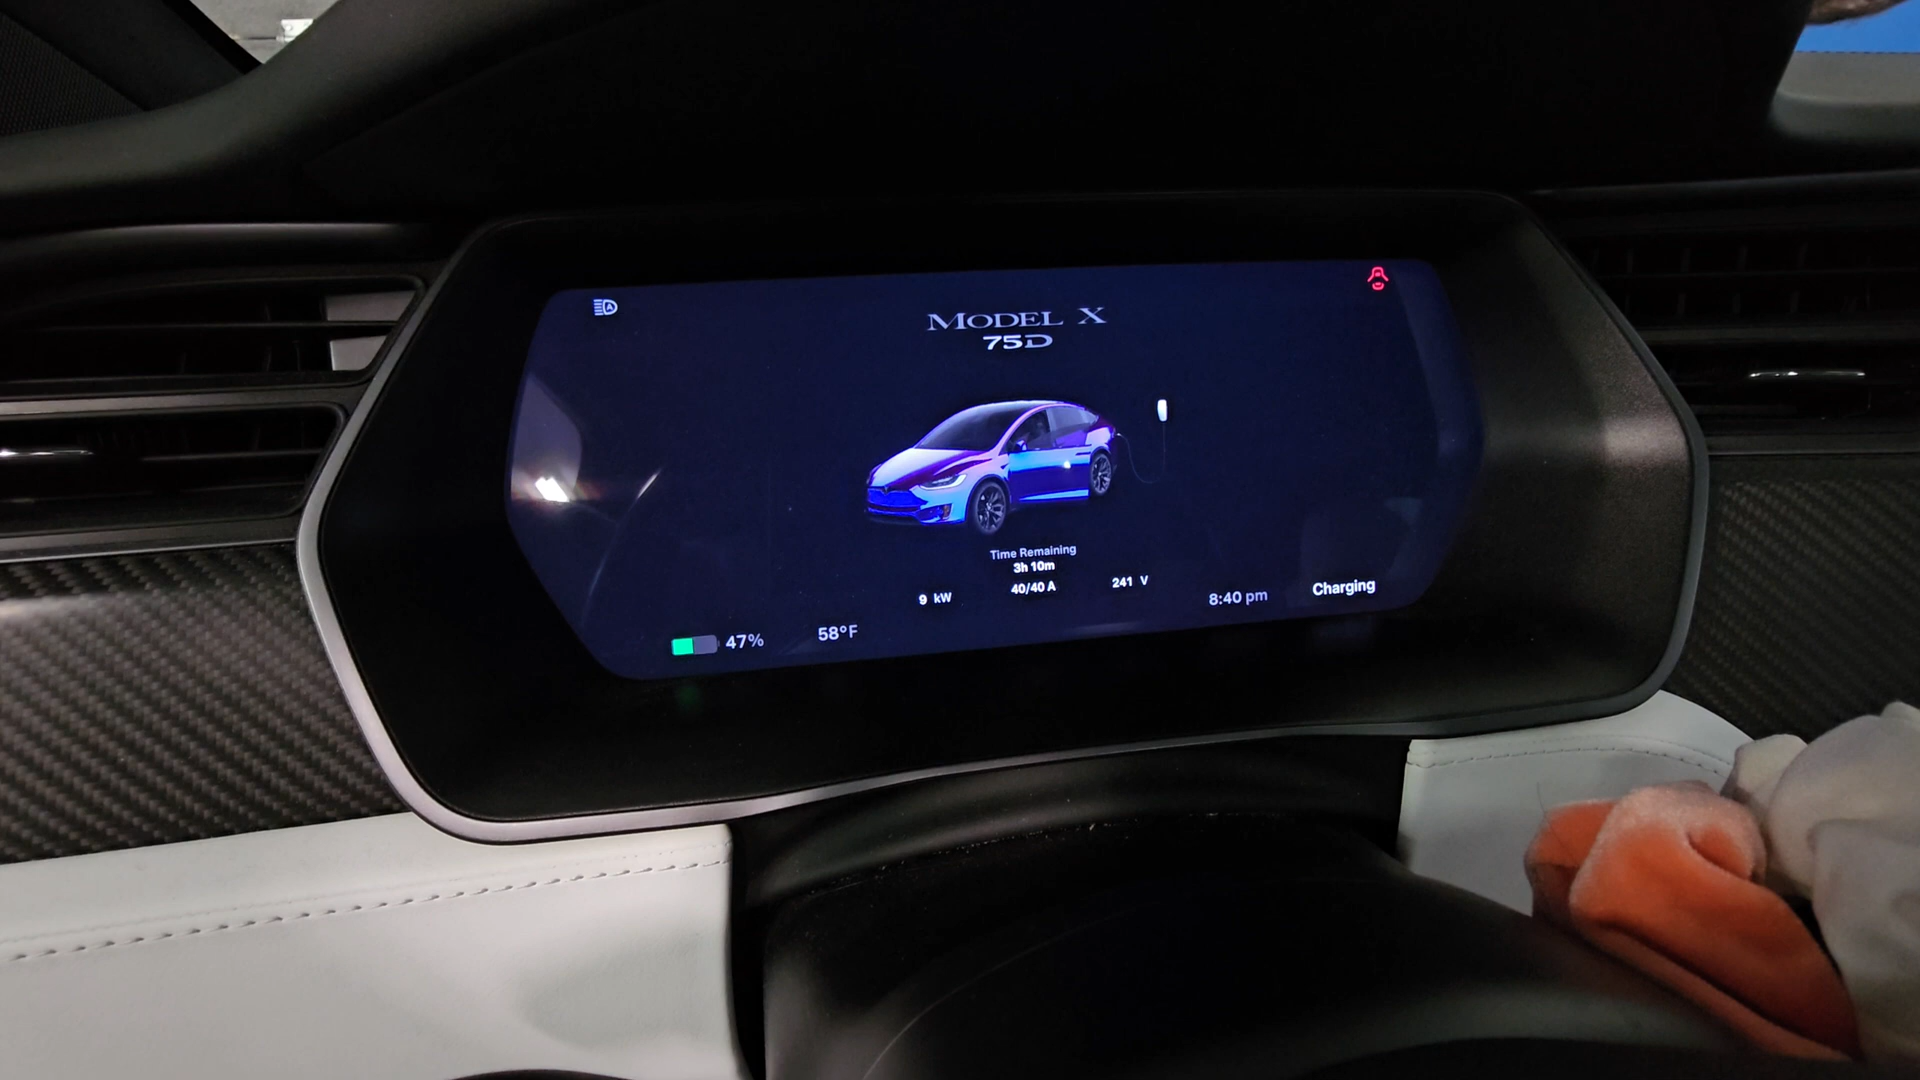 MODEL X
75D
Time Remaining
3h 10m
9 kW
40/40 A
241 V
8:40 pm
Charging
47%
58°F